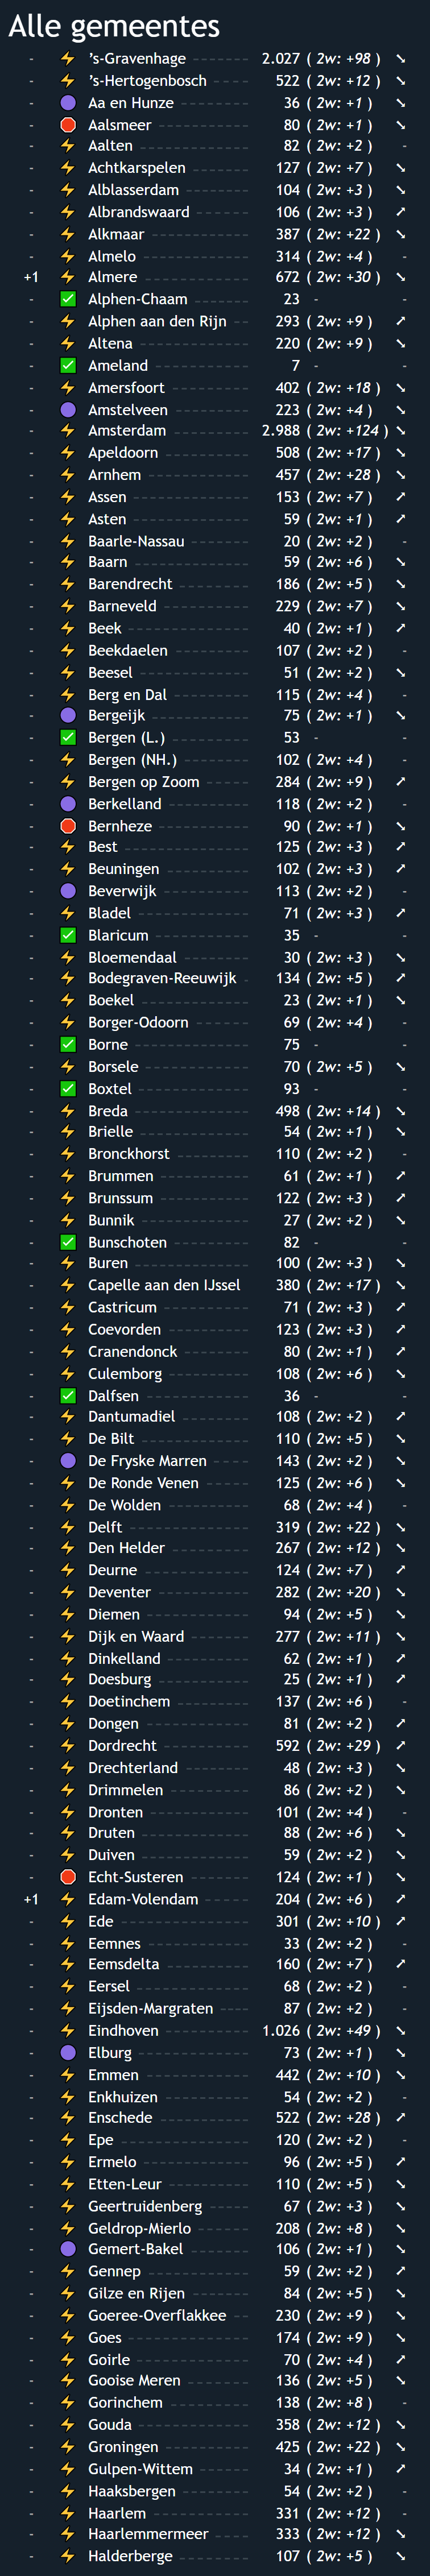 Alle gemeentes
- 's-Gravenhage 2.027 ( 2w: +98 ) ➘
- 's-Hertogenbosch 522 ( 2w: +12 ) ➘
- Aa en Hunze 36 ( 2w: +1 ) ➘
- Aalsmeer 80 ( 2w: +1 ) ➘
- Aalten 82 ( 2w: +2 ) -
- Achtkarspelen 127 ( 2w: +7 ) ➘
- Alblasserdam 104 ( 2w: +3 ) ➘
- Albrandswaard 106 ( 2w: +3 ) ➚
- Alkmaar 387 ( 2w: +22 ) ➘
- Almelo 314 ( 2w: +4 ) -
+1 Almere 672 ( 2w: +30 ) ➘
- Alphen-Chaam 23 - -
- Alphen aan den Rijn 293 ( 2w: +9 ) ➚
- Altena 220 ( 2w: +9 ) ➘
- Ameland 7 - -
- Amersfoort 402 ( 2w: +18 ) ➘
- Amstelveen 223 ( 2w: +4 ) ➘
- Amsterdam 2.988 ( 2w: +124 ) ➘
- Apeldoorn 508 ( 2w: +17 ) ➘
- Arnhem 457 ( 2w: +28 ) ➘
- Assen 153 ( 2w: +7 ) ➚
- Asten 59 ( 2w: +1 ) ➚
- Baarle-Nassau 20 ( 2w: +2 ) -
- Baarn 59 ( 2w: +6 ) ➘
- Barendrecht 186 ( 2w: +5 ) ➘
- Barneveld 229 ( 2w: +7 ) ➘
- Beek 40 ( 2w: +1 ) ➚
- Beekdaelen 107 ( 2w: +2 ) -
- Beesel 51 ( 2w: +2 ) ➘
- Berg en Dal 115 ( 2w: +4 ) -
- Bergeijk 75 ( 2w: +1 ) ➘
- Bergen (L.) 53 - -
- Bergen (NH.) 102 ( 2w: +4 ) -
- Bergen op Zoom 284 ( 2w: +9 ) ➚
- Berkelland 118 ( 2w: +2 ) -
- Bernheze 90 ( 2w: +1 ) ➘
- Best 125 ( 2w: +3 ) ➚
- Beuningen 102 ( 2w: +3 ) ➚
- Beverwijk 113 ( 2w: +2 ) -
- Bladel 71 ( 2w: +3 ) ➚
- Blaricum 35 - -
- Bloemendaal 30 ( 2w: +3 ) ➘
- Bodegraven-Reeuwijk 134 ( 2w: +5 ) ➚
- Boekel 23 ( 2w: +1 ) ➘
- Borger-Odoorn 69 ( 2w: +4 ) -
- Borne 75 - -
- Borsele 70 ( 2w: +5 ) ➘
- Boxtel 93 - -
- Breda 498 ( 2w: +14 ) ➘
- Brielle 54 ( 2w: +1 ) ➘
- Bronckhorst 110 ( 2w: +2 ) -
- Brummen 61 ( 2w: +1 ) ➚
- Brunssum 122 ( 2w: +3 ) ➚
- Bunnik 27 ( 2w: +2 ) ➘
- Bunschoten 82 - -
- Buren 100 ( 2w: +3 ) ➘
- Capelle aan den IJssel 380 ( 2w: +17 ) ➘
- Castricum 71 ( 2w: +3 ) ➚
- Coevorden 123 ( 2w: +3 ) ➚
- Cranendonck 80 ( 2w: +1 ) ➚
- Culemborg 108 ( 2w: +6 ) ➘
- Dalfsen 36 - -
- Dantumadiel 108 ( 2w: +2 ) ➚
- De Bilt 110 ( 2w: +5 ) ➘
- De Fryske Marren 143 ( 2w: +2 ) ➘
- De Ronde Venen 125 ( 2w: +6 ) ➘
- De Wolden 68 ( 2w: +4 ) -
- Delft 319 ( 2w: +22 ) ➘
- Den Helder 267 ( 2w: +12 ) ➘
- Deurne 124 ( 2w: +7 ) ➚
- Deventer 282 ( 2w: +20 ) ➘
- Diemen 94 ( 2w: +5 ) ➘
- Dijk en Waard 277 ( 2w: +11 ) ➘
- Dinkelland 62 ( 2w: +1 ) ➚
- Doesburg 25 ( 2w: +1 ) ➚
- Doetinchem 137 ( 2w: +6 ) -
- Dongen 81 ( 2w: +2 ) ➚
- Dordrecht 592 ( 2w: +29 ) ➚
- Drechterland 48 ( 2w: +3 ) ➘
- Drimmelen 86 ( 2w: +2 ) ➘
- Dronten 101 ( 2w: +4 ) -
- Druten 88 ( 2w: +6 ) ➘
- Duiven 59 ( 2w: +2 ) ➘
- Echt-Susteren 124 ( 2w: +1 ) ➘
+1 Edam-Volendam 204 ( 2w: +6 ) ➚
- Ede 301 ( 2w: +10 ) ➚
- Eemnes 33 ( 2w: +2 ) -
- Eemsdelta 160 ( 2w: +7 ) ➚
- Eersel 68 ( 2w: +2 ) -
- Eijsden-Margraten 87 ( 2w: +2 ) -
- Eindhoven 1.026 ( 2w: +49 ) ➘
- Elburg 73 ( 2w: +1 ) ➘
- Emmen 442 ( 2w: +10 ) ➘
- Enkhuizen 54 ( 2w: +2 ) -
- Enschede 522 ( 2w: +28 ) ➚
- Epe 120 ( 2w: +2 ) -
- Ermelo 96 ( 2w: +5 ) ➚
- Etten-Leur 110 ( 2w: +5 ) ➘
- Geertruidenberg 67 ( 2w: +3 ) ➘
- Geldrop-Mierlo 208 ( 2w: +8 ) ➘
- Gemert-Bakel 106 ( 2w: +1 ) ➘
- Gennep 59 ( 2w: +2 ) ➚
- Gilze en Rijen 84 ( 2w: +5 ) ➘
- Goeree-Overflakkee 230 ( 2w: +9 ) ➘
- Goes 174 ( 2w: +9 ) ➘
- Goirle 70 ( 2w: +4 ) ➚
- Gooise Meren 136 ( 2w: +5 ) ➘
- Gorinchem 138 ( 2w: +8 ) -
- Gouda 358 ( 2w: +12 ) ➘
- Groningen 425 ( 2w: +22 ) ➘
- Gulpen-Wittem 34 ( 2w: +1 ) ➚
- Haaksbergen 54 ( 2w: +2 ) -
- Haarlem 331 ( 2w: +12 ) -
- Haarlemmermeer 333 ( 2w: +12 ) ➘
- Halderberge 107 ( 2w: +5 ) ➘